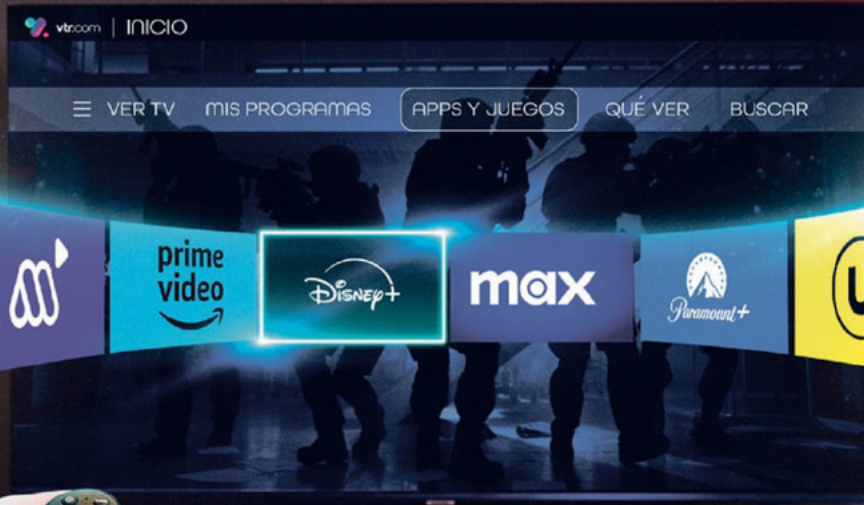 vtr.com | INICIO
VER TV MIS PROGRAMAS APPS Y JUEGOS QUÉ VER BUSCAR
prime
video
Disney+
max
Paramount+